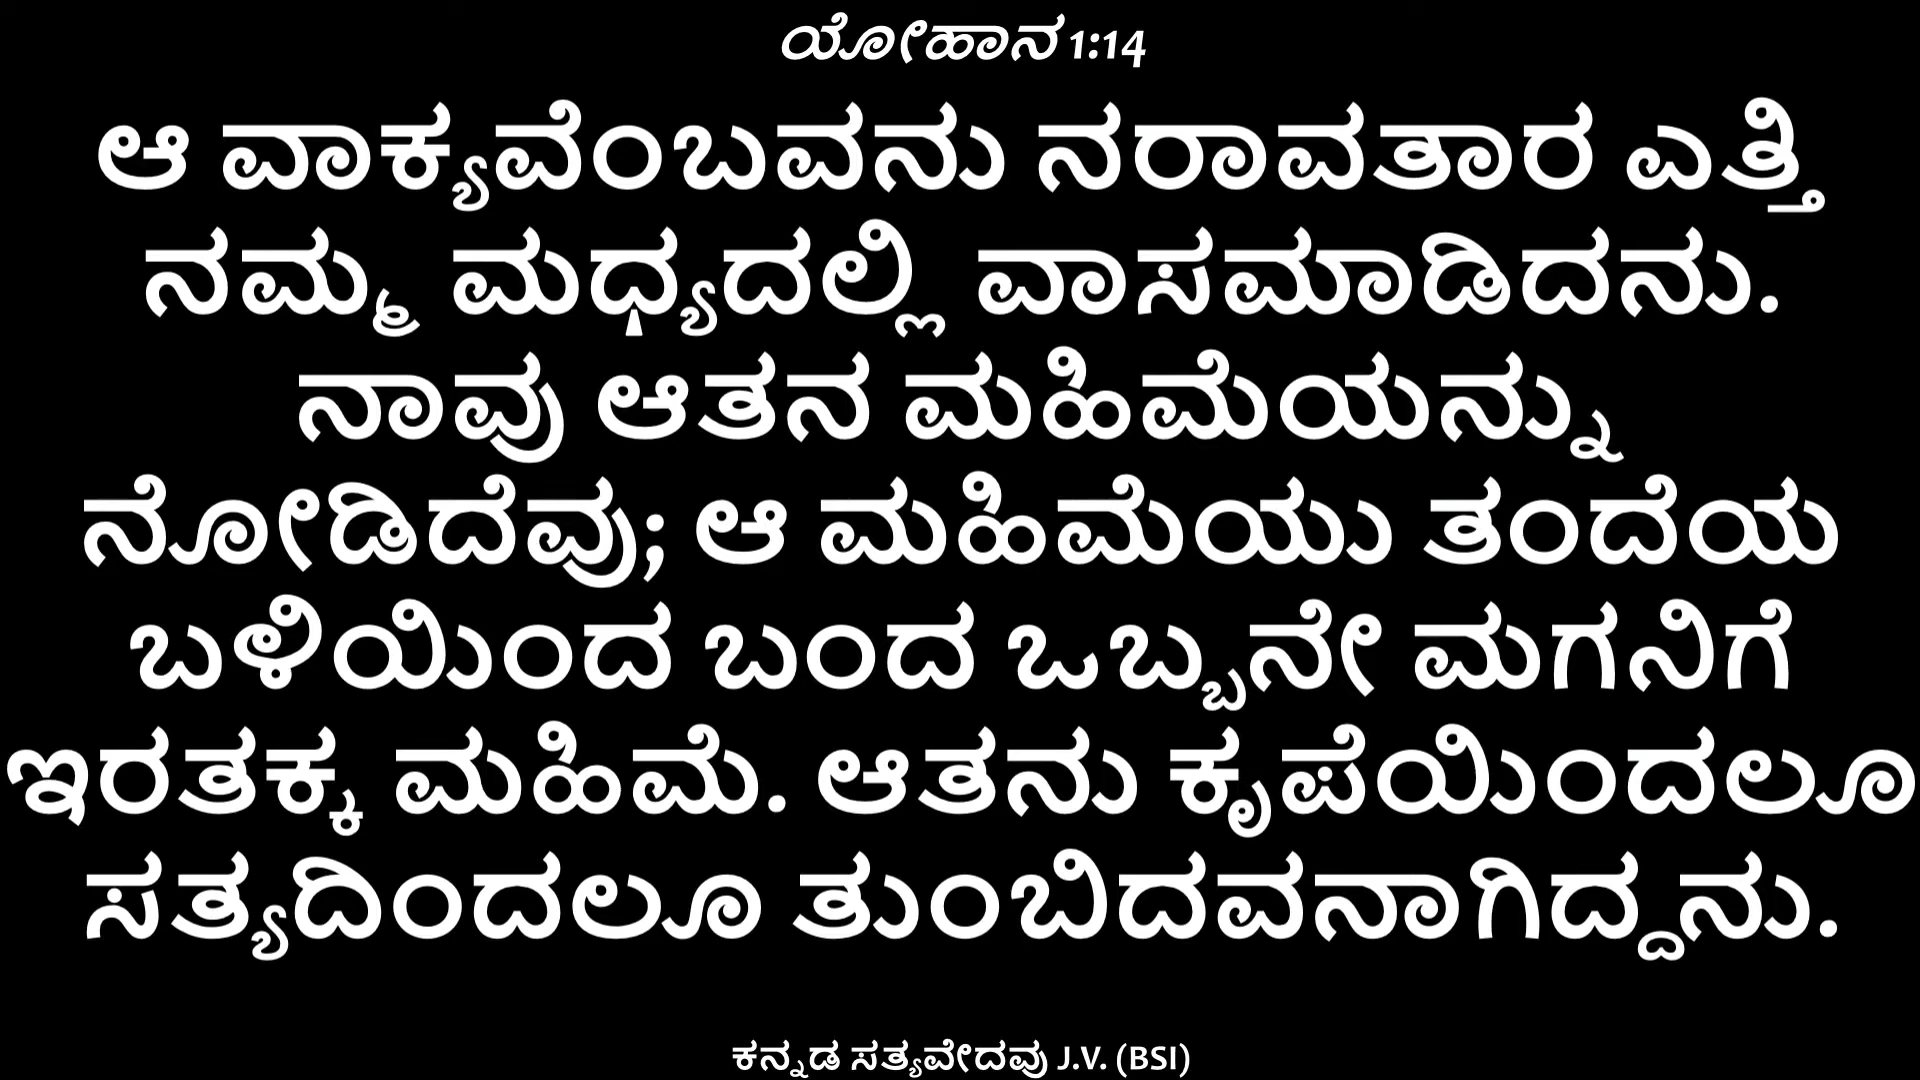 ಯೋಹಾನ 1:14
ಆ ವಾಕ್ಯವೆಂಬವನು ನರಾವತಾರ ಎತ್ತಿ
ನಮ್ಮ ಮಧ್ಯದಲ್ಲಿ ವಾಸಮಾಡಿದನು.
ನಾವು ಆತನ ಮಹಿಮೆಯನ್ನು
ನೋಡಿದೆವು; ಆ ಮಹಿಮೆಯು ತಂದೆಯ
ಬಳಿಯಿಂದ ಬಂದ ಒಬ್ಬನೇ ಮಗನಿಗೆ
ಇರತಕ್ಕ ಮಹಿಮೆ. ಆತನು ಕೃಪೆಯಿಂದಲೂ
ಸತ್ಯದಿಂದಲೂ ತುಂಬಿದವನಾಗಿದ್ದನು.
ಕನ್ನಡ ಸತ್ಯವೇದವು J.V. (BSI)